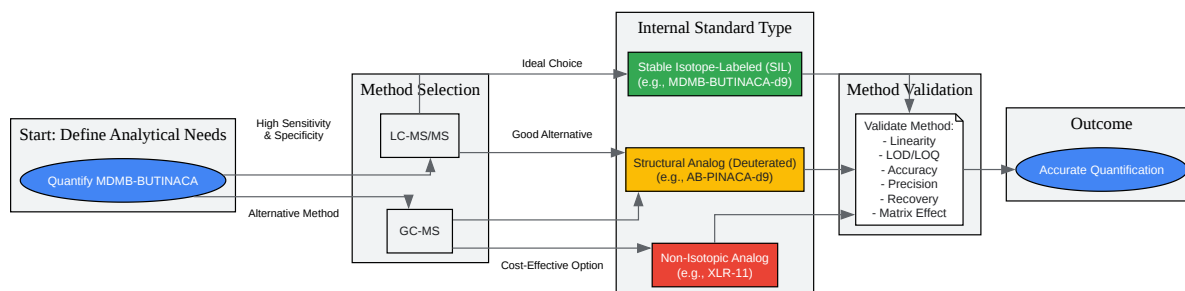 Start: Define Analytical Needs
Quantify MDMB-BUTINACA
High Sensitivity
& Specificity
Alternative Method
Method Selection
LC-MS/MS
GC-MS
Ideal Choice
Good Alternative
Cost-Effective Option
Internal Standard Type
Stable Isotope-Labeled (SIL)
(e.g., MDMB-BUTINACA-d9)
Structural Analog (Deuterated)
(e.g., AB-PINACA-d9)
Non-Isotopic Analog
(e.g., XLR-11)
Method Validation
Validate Method:
- Linearity
- LOD/LOQ
- Accuracy
- Precision
- Recovery
- Matrix Effect
Outcome
Accurate Quantification